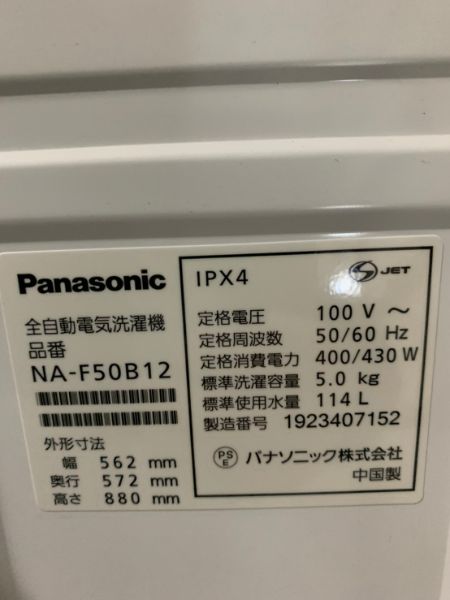 Panasonic
全自動電気洗濯機
品番
NA-F50B12
外形寸法
幅 562 mm
奥行 572 mm
高さ 880 mm
IPX4
S JET
定格電圧 100 V ～
定格周波数 50/60 Hz
定格消費電力 400/430 W
標準洗濯容量 5.0 kg
標準使用水量 114 L
製造番号 1923407152
PS
E
パナソニック株式会社
中国製